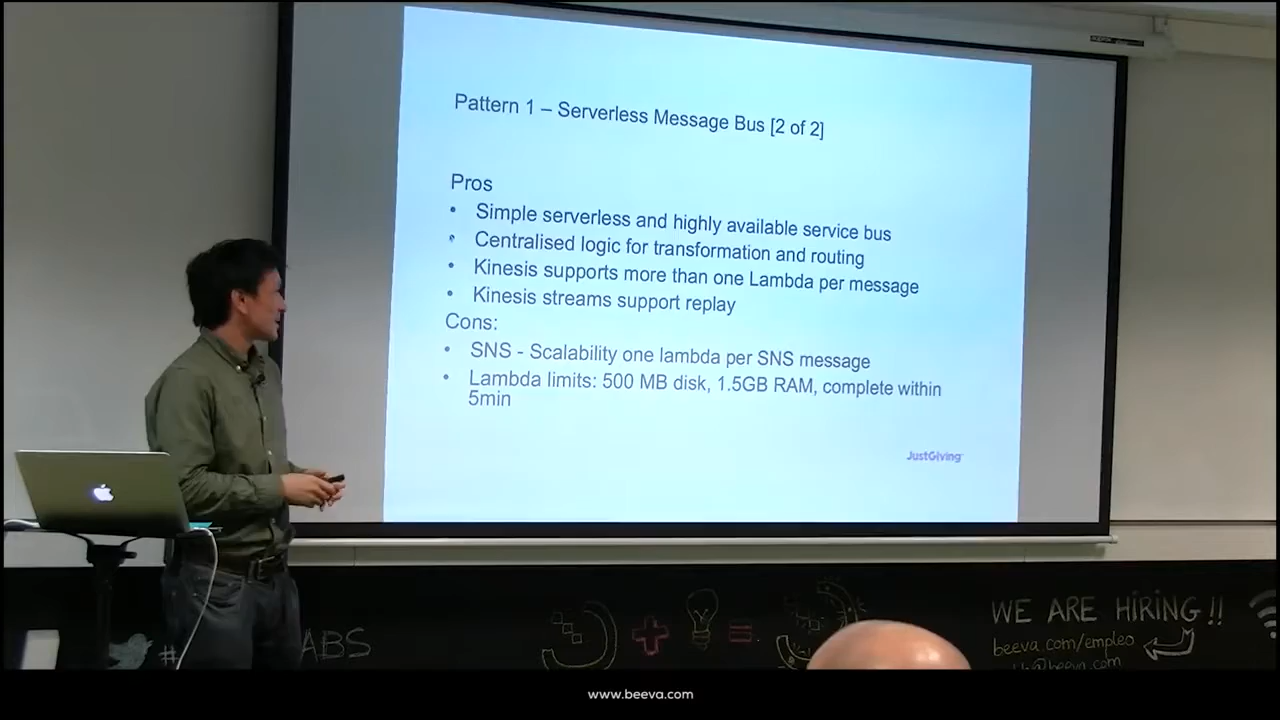 Pattern 1 – Serverless Message Bus [2 of 2]
Pros
• Simple serverless and highly available service bus
• Centralised logic for transformation and routing
• Kinesis supports more than one Lambda per message
• Kinesis streams support replay
Cons:
• SNS - Scalability one lambda per SNS message
• Lambda limits: 500 MB disk, 1.5GB RAM, complete within
5min
JustGiving
WE ARE HiRiNG !!
beeva.com/empleo
@beeva.com
#
ABS
www.beeva.com